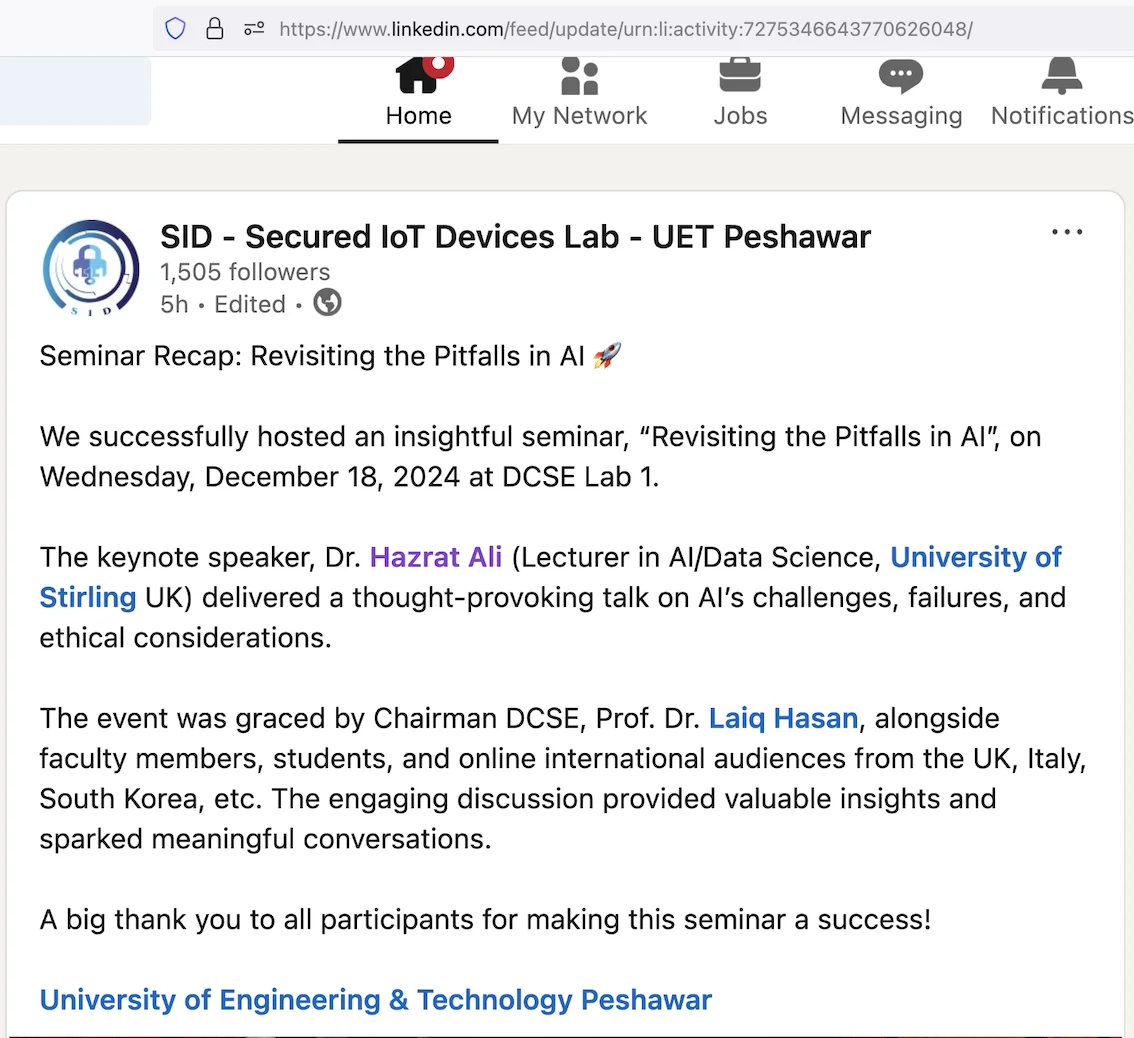 https://www.linkedin.com/feed/update/urn:li:activity:7275346643770626048/
Home My Network Jobs Messaging Notifications
SID - Secured IoT Devices Lab - UET Peshawar
1,505 followers
5h • Edited •
SID
Seminar Recap: Revisiting the Pitfalls in AI 🚀
We successfully hosted an insightful seminar, “Revisiting the Pitfalls in AI”, on
Wednesday, December 18, 2024 at DCSE Lab 1.
The keynote speaker, Dr. Hazrat Ali (Lecturer in AI/Data Science, University of
Stirling UK) delivered a thought-provoking talk on AI’s challenges, failures, and
ethical considerations.
The event was graced by Chairman DCSE, Prof. Dr. Laiq Hasan, alongside
faculty members, students, and online international audiences from the UK, Italy,
South Korea, etc. The engaging discussion provided valuable insights and
sparked meaningful conversations.
A big thank you to all participants for making this seminar a success!
University of Engineering & Technology Peshawar